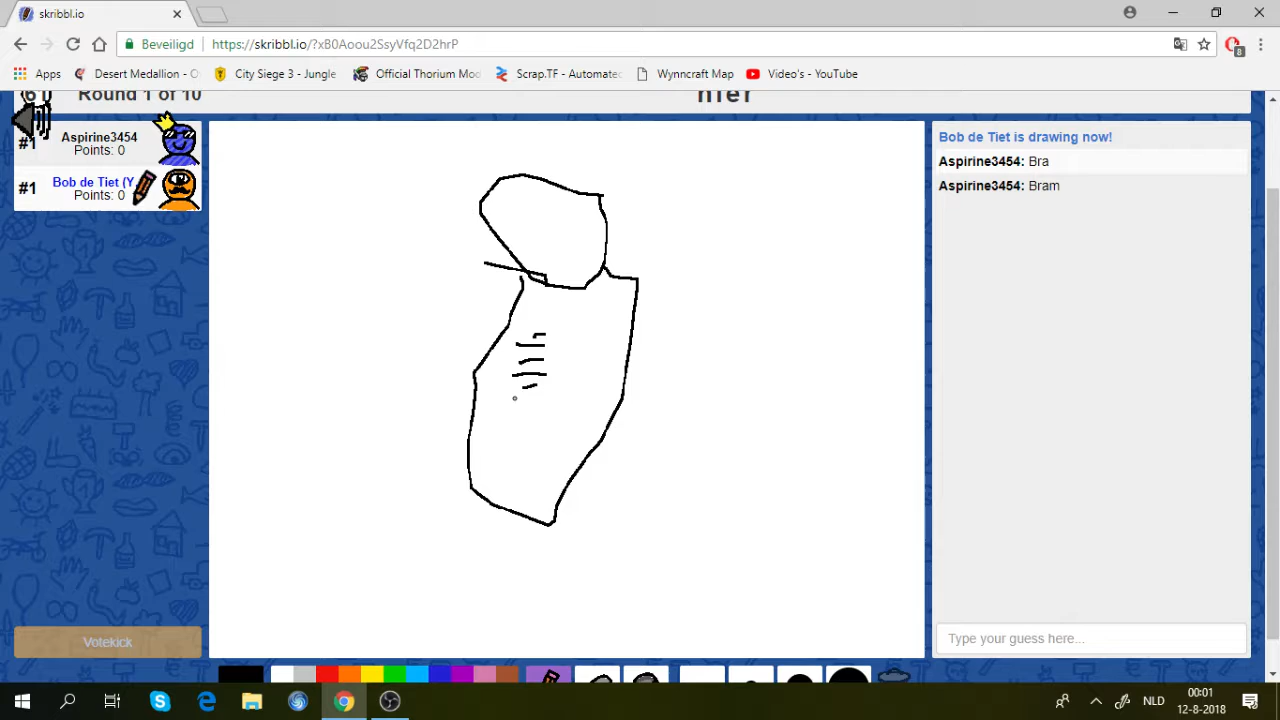 skribbl.io
Beveiligd https://skribbl.io/?xB0Aoou2SsyVfq2D2hrP
8
Apps Desert Medallion - O City Siege 3 - Jungle Official Thorium Mod Scrap.TF - Automated Wynncraft Map Video's - YouTube
Round 1 of 10
#1 Aspirine3454
Points: 0
#1 Bob de Tiet (Y
Points: 0
Votekick
Bob de Tiet is drawing now!
Aspirine3454: Bra
Aspirine3454: Bram
Type your guess here...
NLD
00:01
12-8-2018